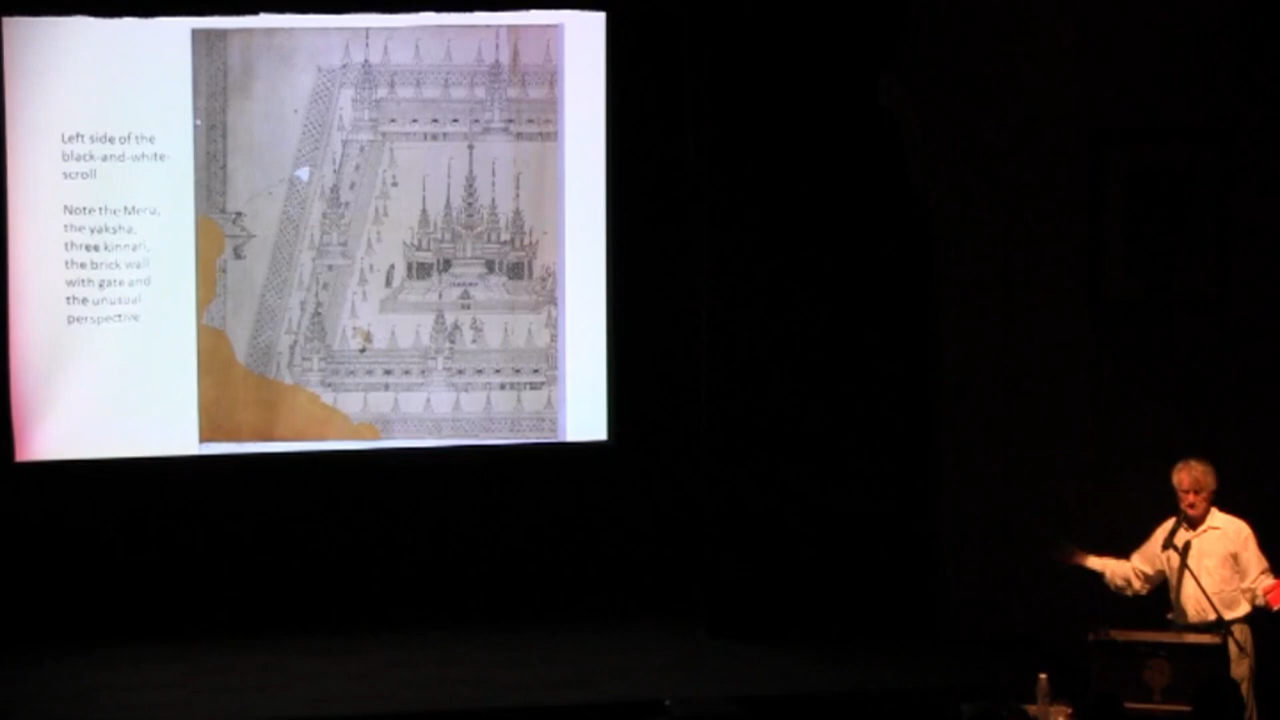 Left side of the
black-and-white-
scroll
Note the Meru,
the yaksha,
three kinnari,
the brick wall
with gate and
the unusual
perspective